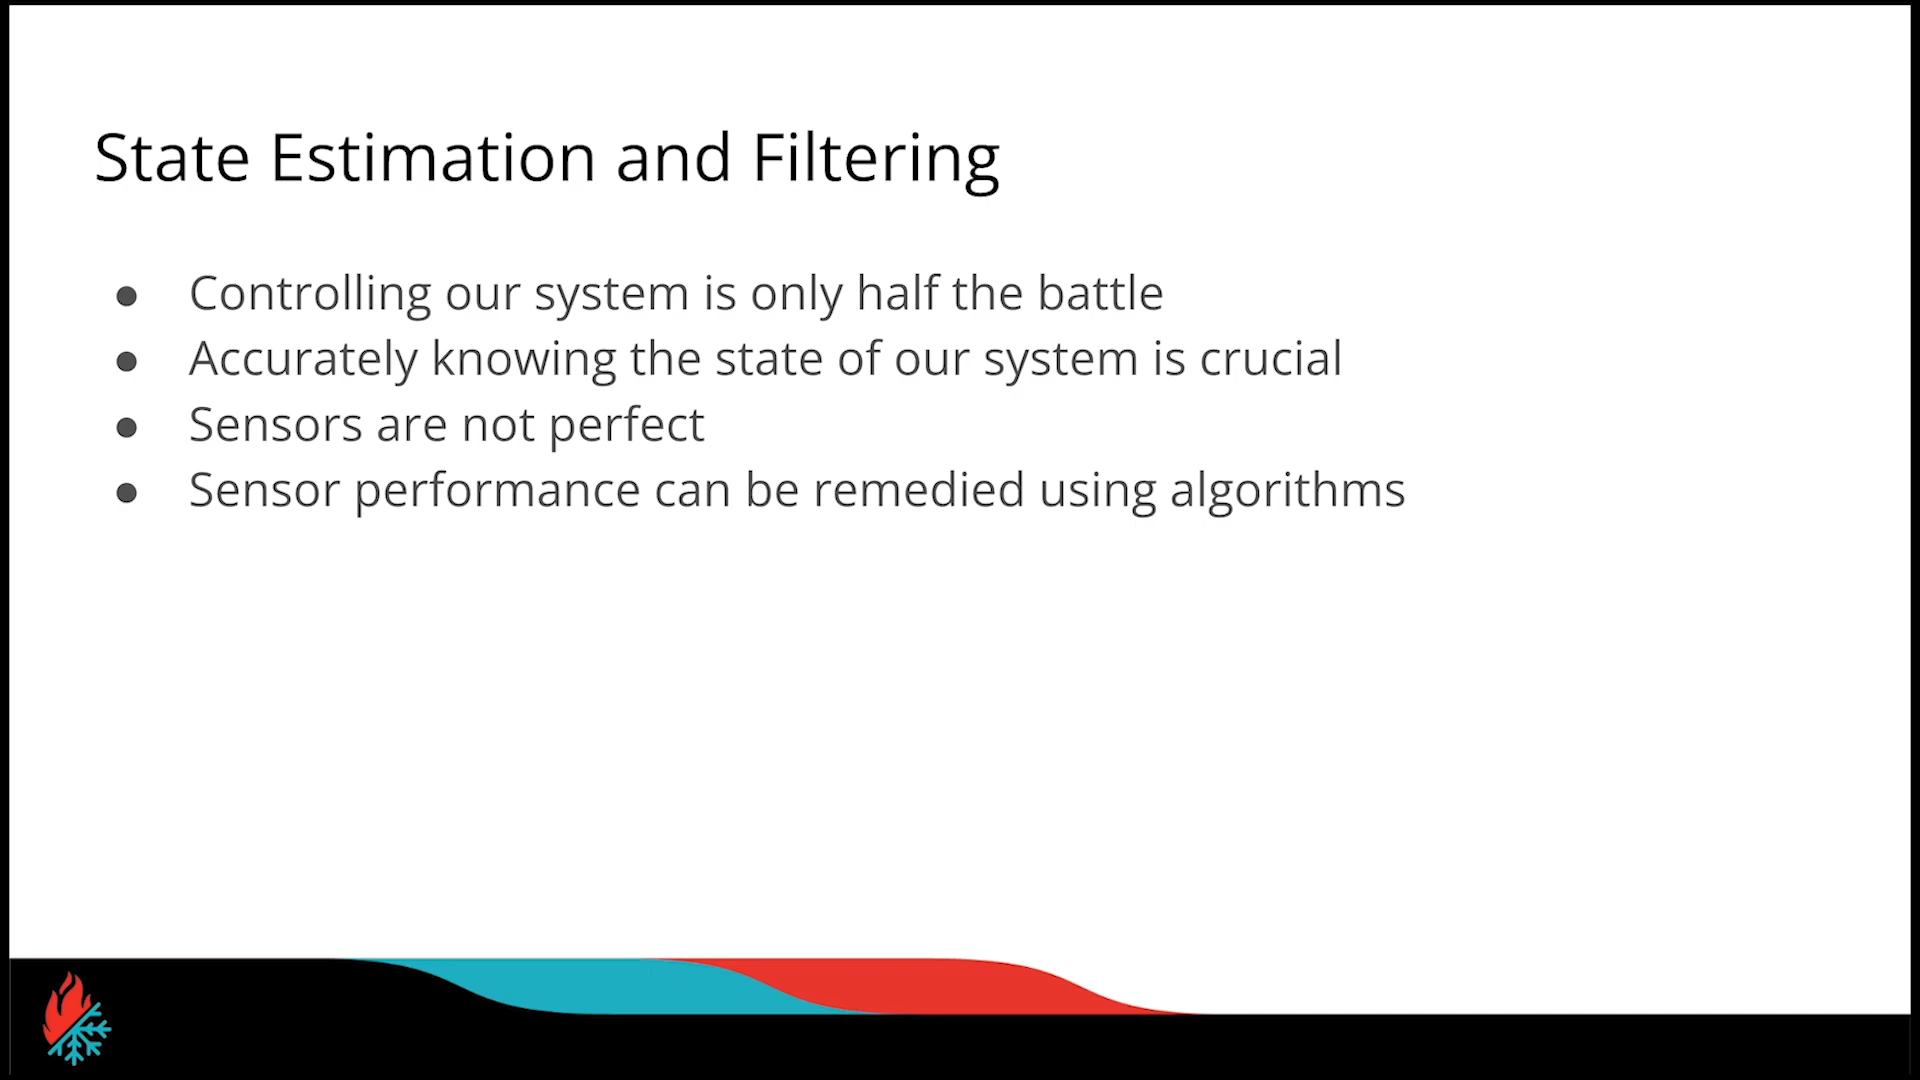 State Estimation and Filtering
● Controlling our system is only half the battle
● Accurately knowing the state of our system is crucial
● Sensors are not perfect
● Sensor performance can be remedied using algorithms